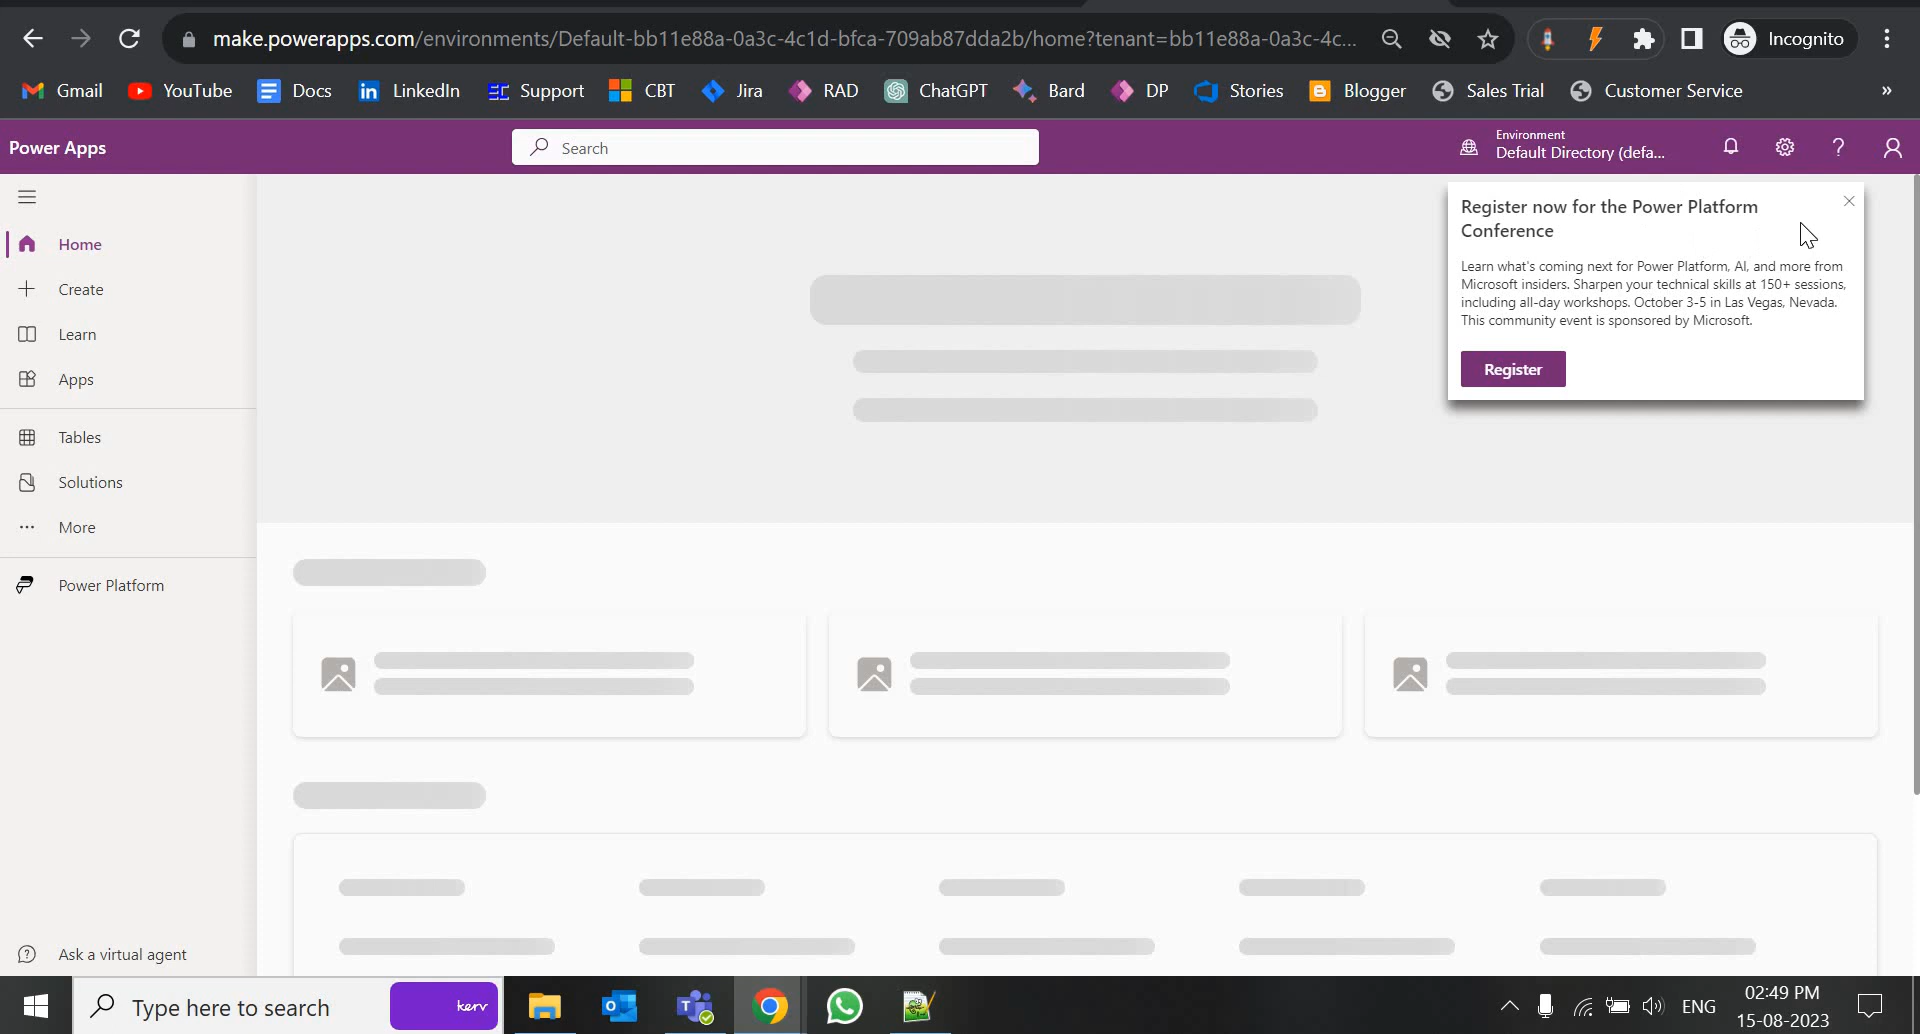 make.powerapps.com/environments/Default-bb11e88a-0a3c-4c1d-bfca-709ab87dda2b/home?tenant=bb11e88a-0a3c-4c...
Incognito
Gmail
YouTube
Docs
LinkedIn
Support
CBT
Jira
RAD
ChatGPT
Bard
DP
Stories
Blogger
Sales Trial
Customer Service
»
Power Apps
Search
Environment
Default Directory (defa...
Home
Create
Learn
Apps
Tables
Solutions
More
Power Platform
Ask a virtual agent
Register now for the Power Platform
Conference
Learn what's coming next for Power Platform, AI, and more from
Microsoft insiders. Sharpen your technical skills at 150+ sessions,
including all-day workshops. October 3-5 in Las Vegas, Nevada.
This community event is sponsored by Microsoft.
Register
Type here to search
kerv
ENG
02:49 PM
15-08-2023